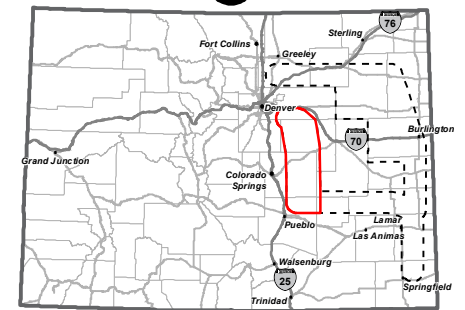 76
Sterling
Fort Collins
Greeley
Denver
Burlington
70
Grand Junction
Colorado
Springs
Pueblo
Lamar
Las Animas
Walsenburg
25
Springfield
Trinidad